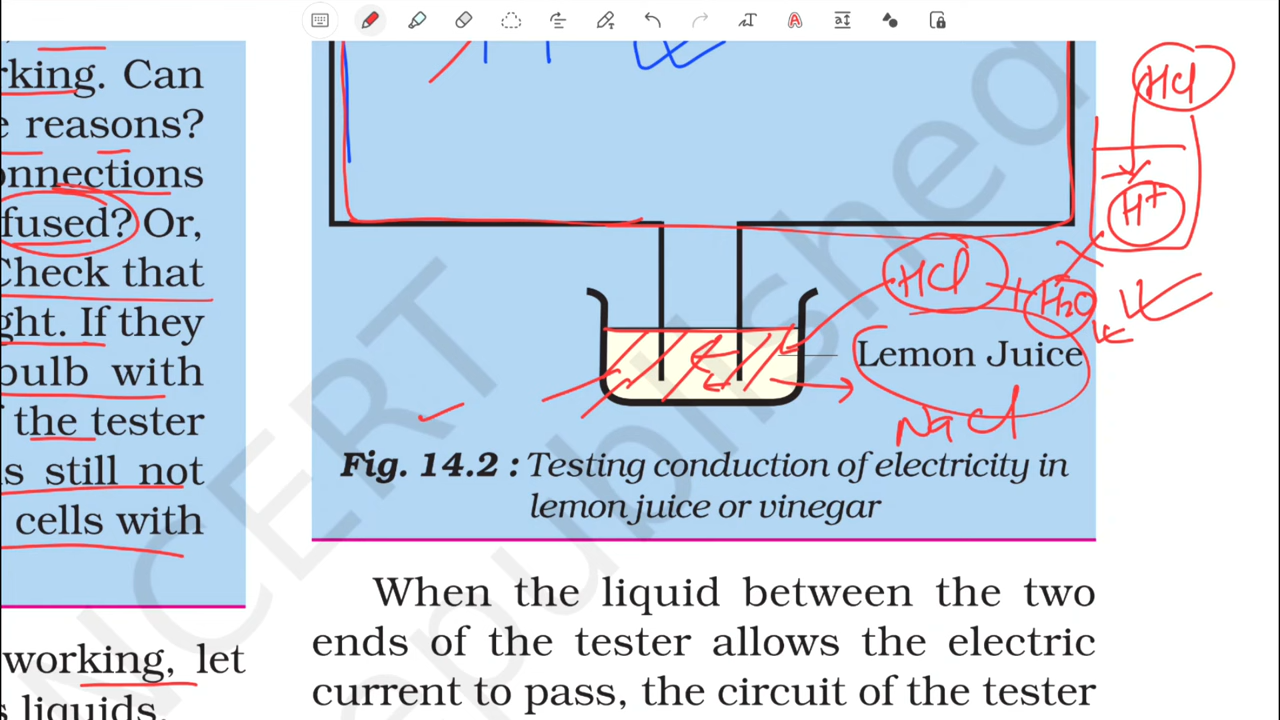 rking. Can
e reasons?
onnections
fused? Or,
Check that
ght. If they
bulb with
the tester
s still not
cells with
working, let
s liquids.
HCl
H+
HCl + H2O
Lemon Juice
NaCl
Fig. 14.2 : Testing conduction of electricity in
lemon juice or vinegar
When the liquid between the two
ends of the tester allows the electric
current to pass, the circuit of the tester
NCERT
republished